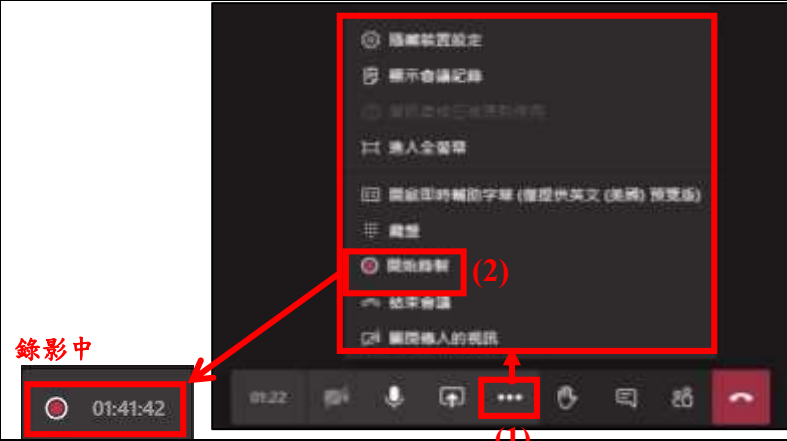 隱藏裝置設定
顯示會議記錄
進入全螢幕
開啟即時輔助字幕 (僅提供英文 (美國) 預覽版)
鍵盤
開始錄製
(2)
結束會議
關閉傳入的視訊
錄影中
01:41:42
01:22
(1)